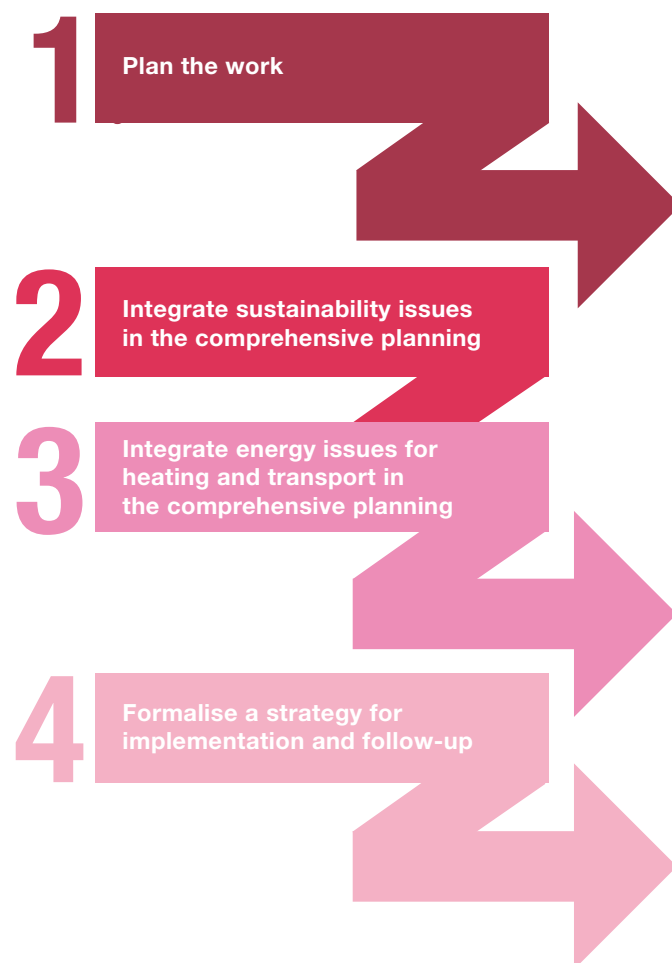 1
Plan the work
2
Integrate sustainability issues
in the comprehensive planning
3
Integrate energy issues for
heating and transport in
the comprehensive planning
4
Formalise a strategy for
implementation and follow-up